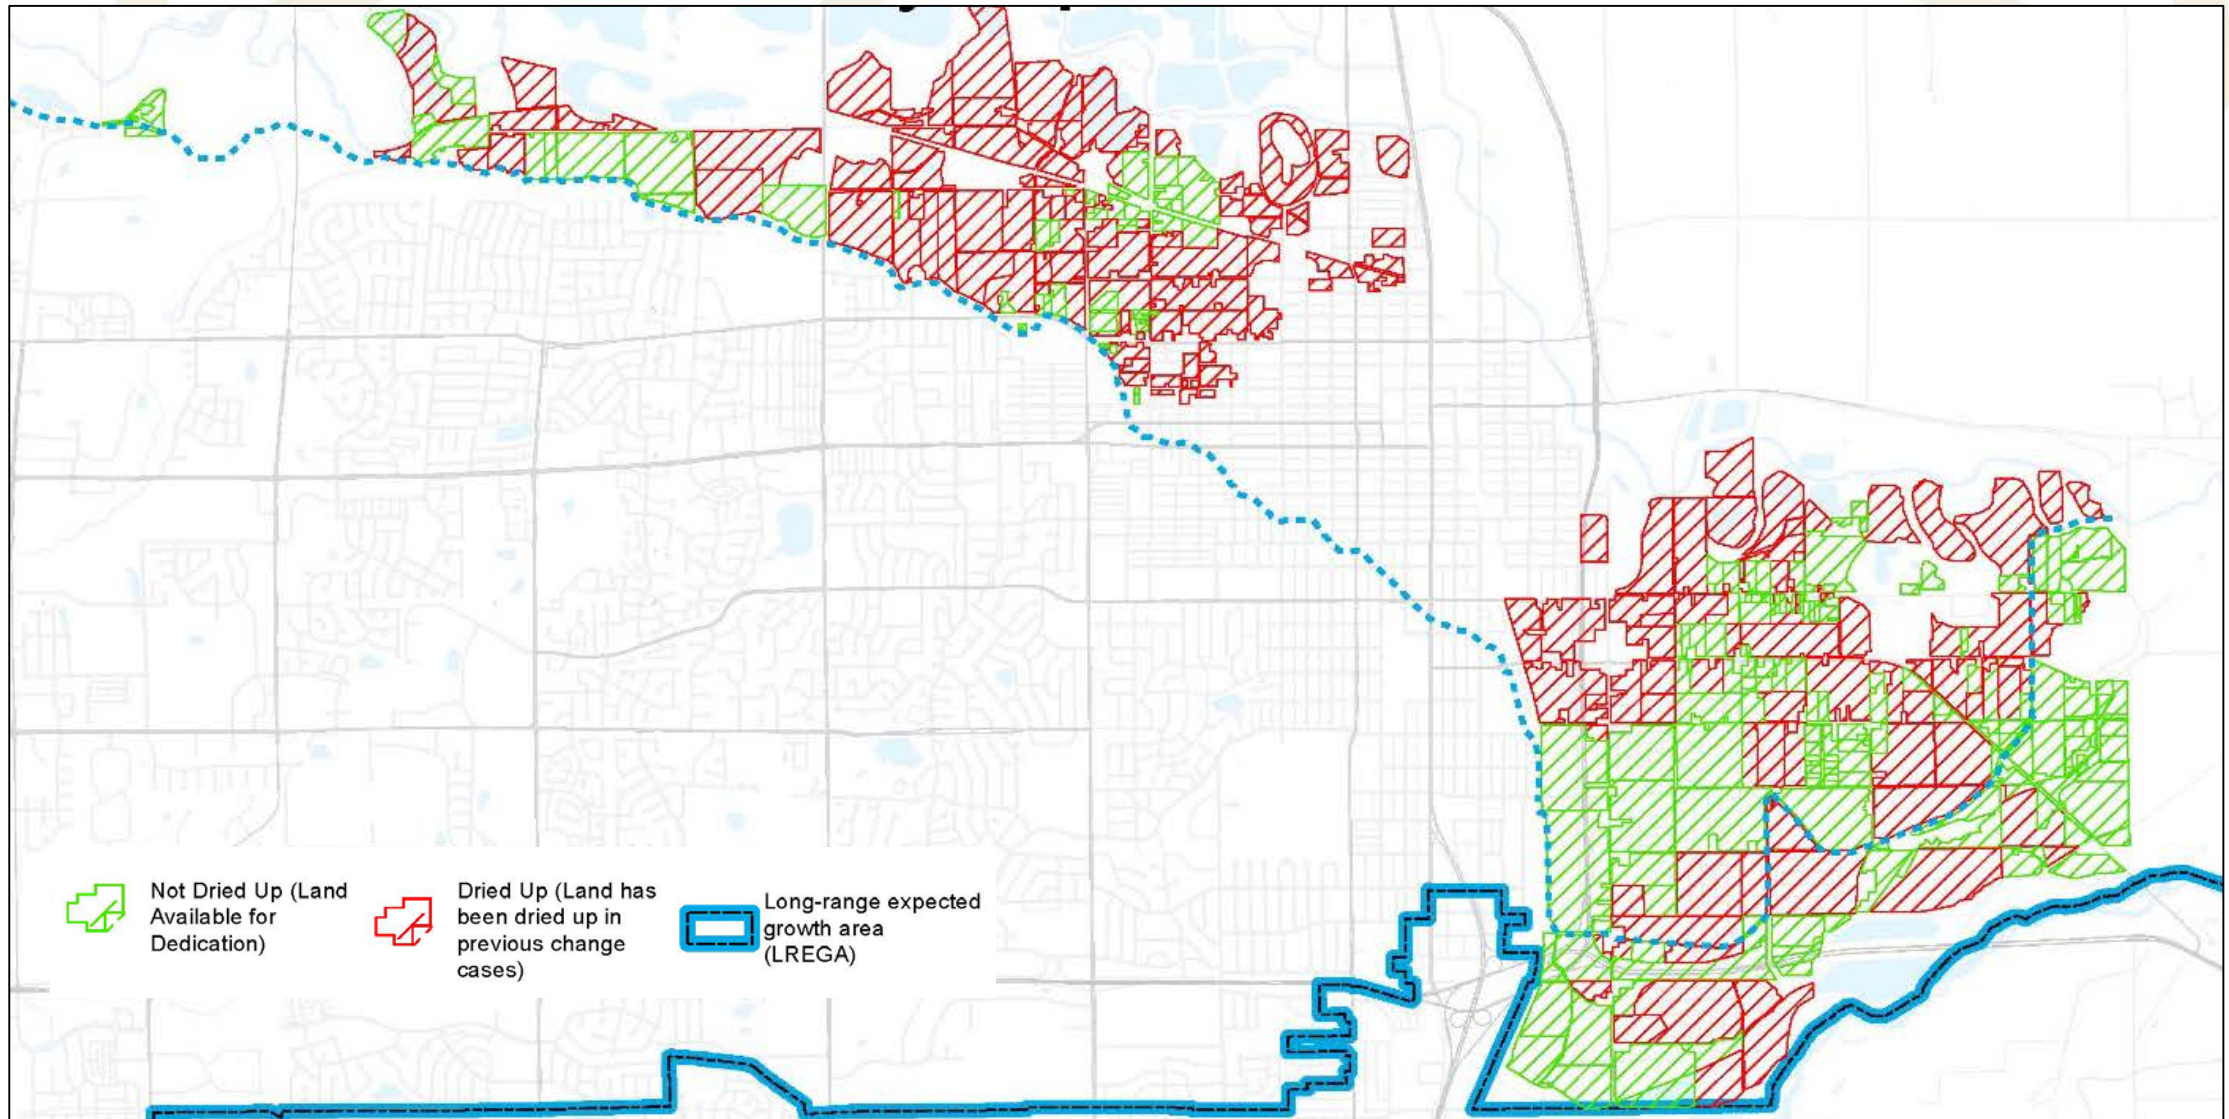 Not Dried Up (Land
Available for
Dedication)
Dried Up (Land has
been dried up in
previous change
cases)
Long-range expected
growth area
(LREGA)